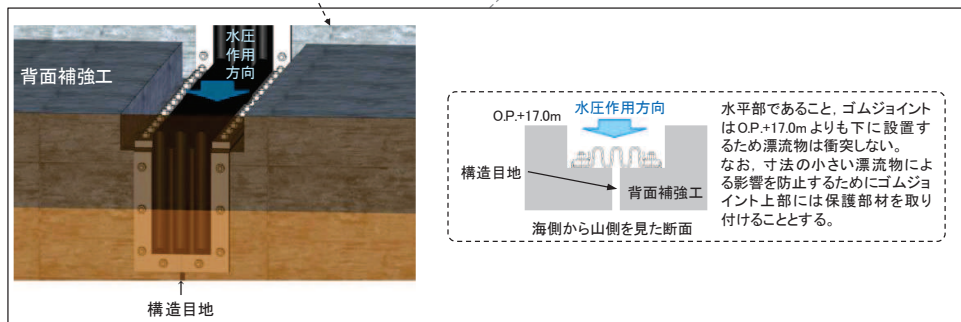 水圧
作用
方向
背面補強工
構造目地
O.P.+17.0m
水圧作用方向
構造目地
背面補強工
海側から山側を見た断面
水平部であること，ゴムジョイント
はO.P.+17.0mよりも下に設置す
るため漂流物は衝突しない。
なお，寸法の小さい漂流物によ
る影響を防止するためにゴムジョ
イント上部には保護部材を取り
付けることとする。